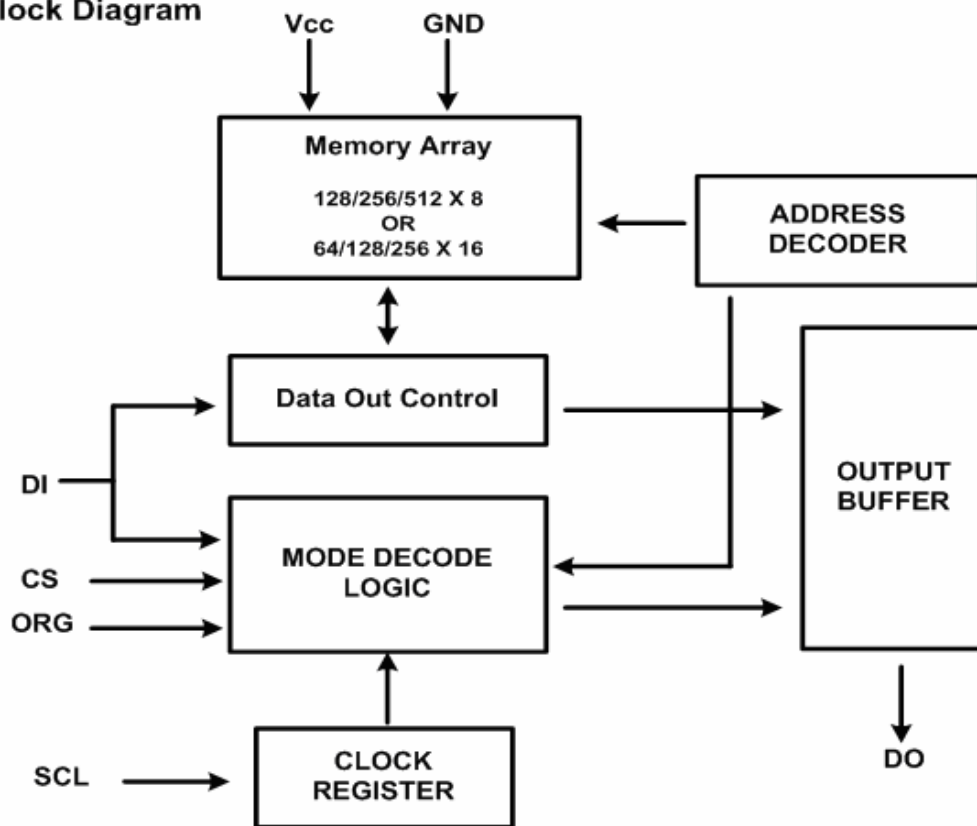 lock Diagram
Vcc
GND
Memory Array
128/256/512 X 8
OR
64/128/256 X 16
ADDRESS
DECODER
Data Out Control
DI
OUTPUT
BUFFER
MODE DECODE
LOGIC
CS
ORG
CLOCK
REGISTER
SCL
DO